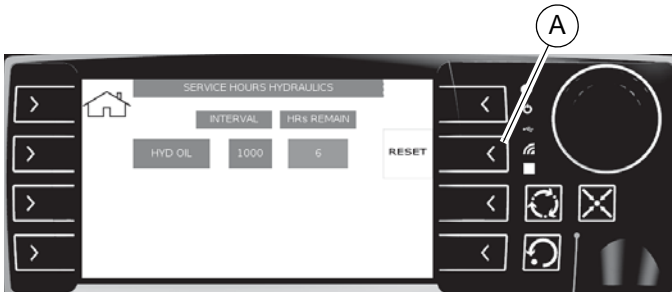 A
SERVICE HOURS HYDRAULICS
INTERVAL HRs REMAIN
HYD OIL 1000 6 RESET